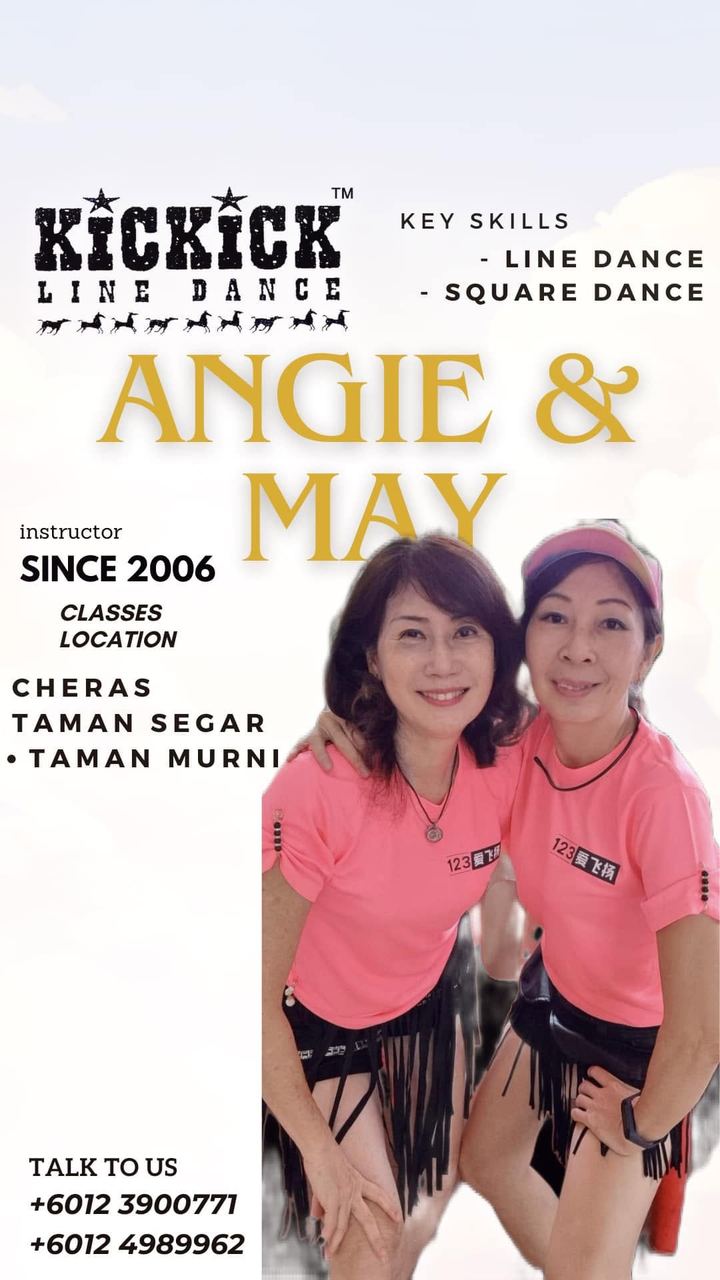 KiCKiCK™
LINE DANCE
KEY SKILLS
- LINE DANCE
- SQUARE DANCE
ANGIE &
MAY
instructor
SINCE 2006
CLASSES
LOCATION
CHERAS
TAMAN SEGAR
• TAMAN MURNI
123爱飞扬
123爱飞扬
TALK TO US
+6012 3900771
+6012 4989962